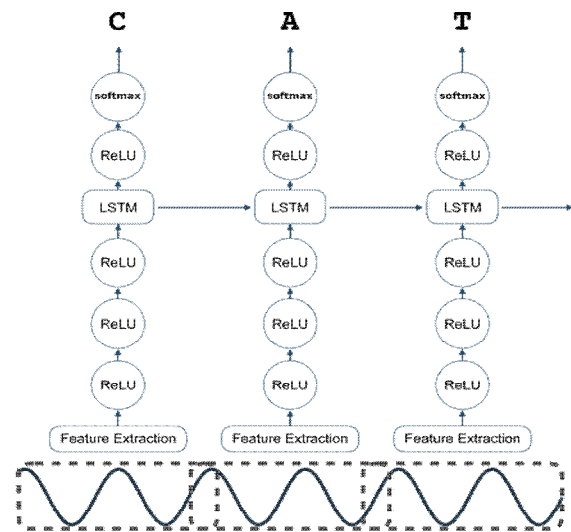 C A T
softmax softmax softmax
ReLU ReLU ReLU
LSTM LSTM LSTM
ReLU ReLU ReLU
ReLU ReLU ReLU
ReLU ReLU ReLU
Feature Extraction Feature Extraction Feature Extraction